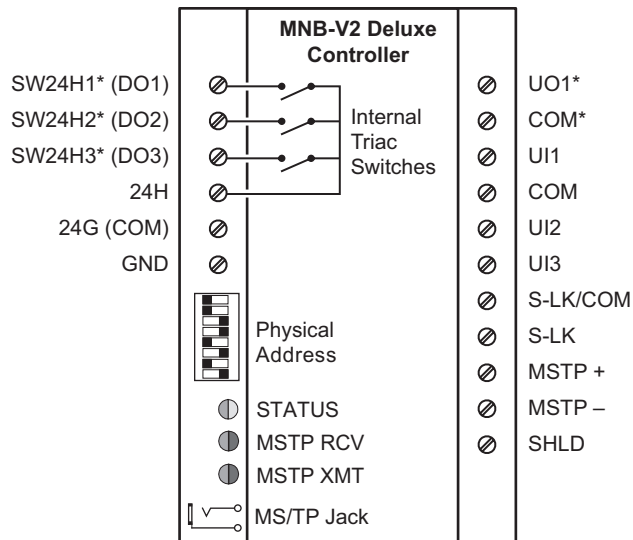 MNB-V2 Deluxe
Controller
SW24H1* (DO1)
SW24H2* (DO2)
SW24H3* (DO3)
24H
24G (COM)
GND
Internal
Triac
Switches
Physical
Address
STATUS
MSTP RCV
MSTP XMT
MS/TP Jack
UO1*
COM*
UI1
COM
UI2
UI3
S-LK/COM
S-LK
MSTP +
MSTP –
SHLD